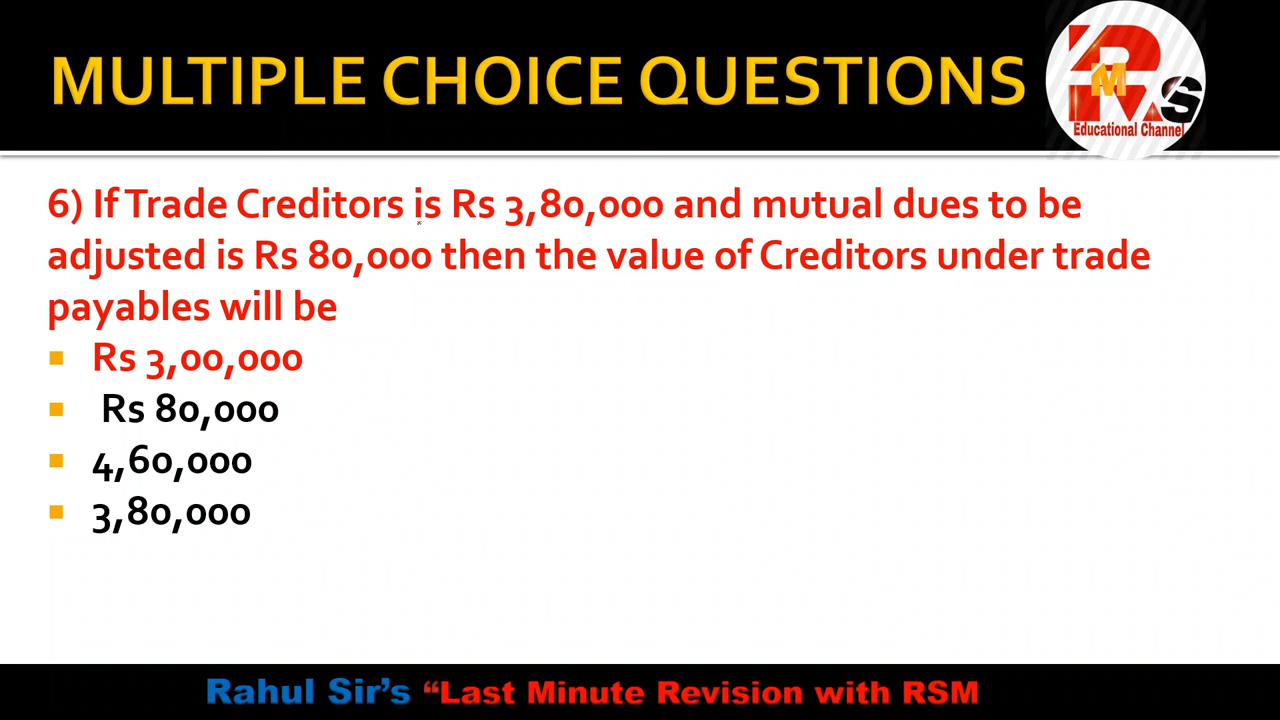 MULTIPLE CHOICE QUESTIONS
R M S
Educational Channel
6) If Trade Creditors is Rs 3,80,000 and mutual dues to be
adjusted is Rs 80,000 then the value of Creditors under trade
payables will be
Rs 3,00,000
Rs 80,000
4,60,000
3,80,000
Rahul Sir’s “Last Minute Revision with RSM